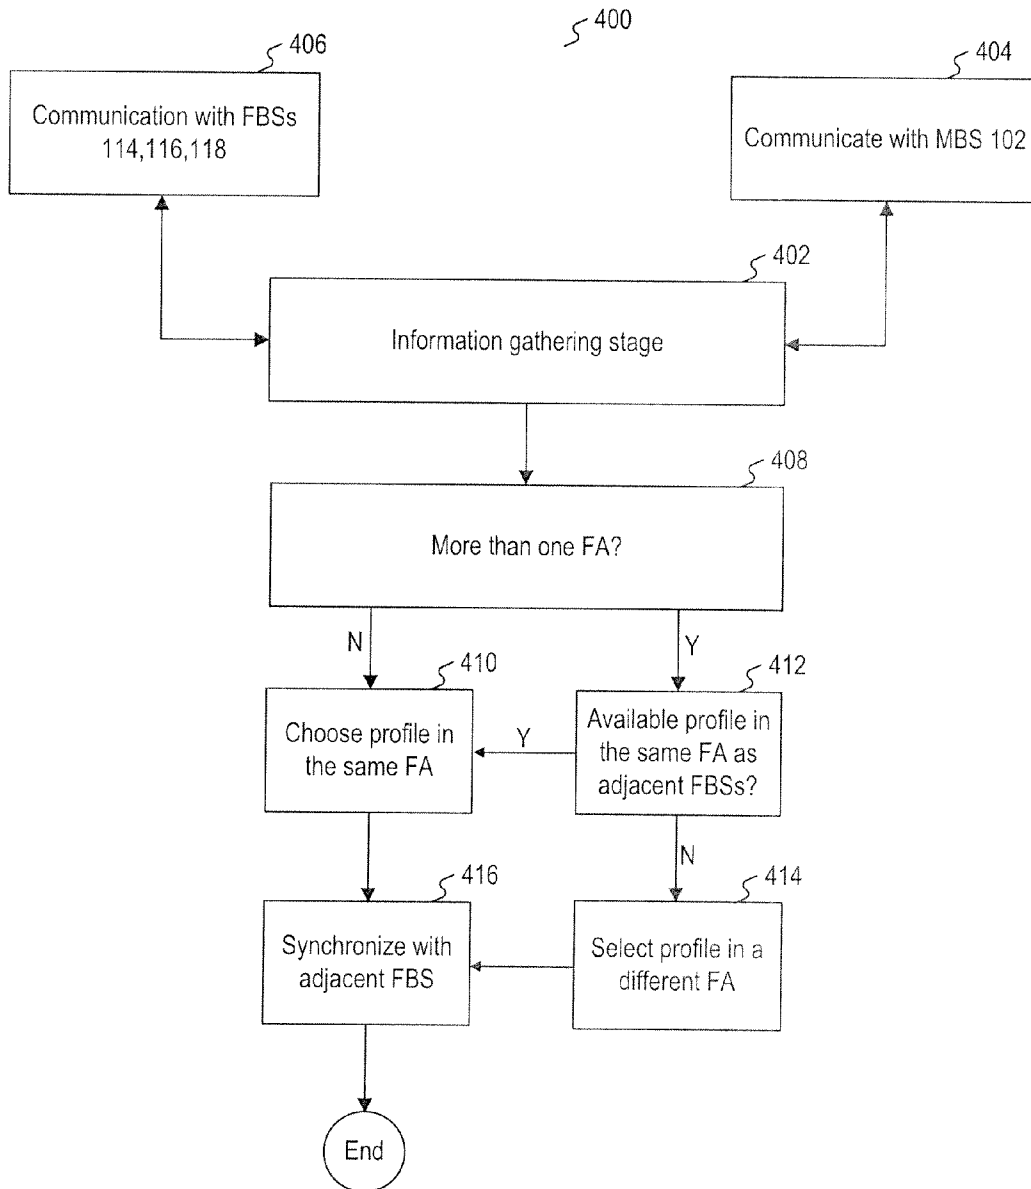 400
406
404
Communication with FBSs
114,116,118
Communicate with MBS 102
402
Information gathering stage
408
More than one FA?
N
Y
410
412
Choose profile in
the same FA
Y
Available profile in
the same FA as
adjacent FBSs?
N
416
414
Synchronize with
adjacent FBS
Select profile in a
different FA
End